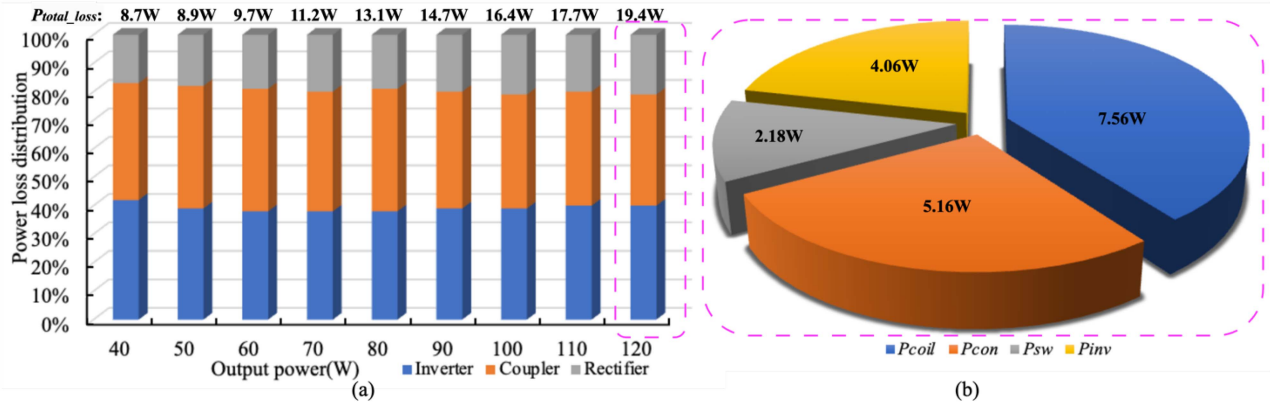 Ptotal_loss: 8.7W 8.9W 9.7W 11.2W 13.1W 14.7W 16.4W 17.7W 19.4W
Power loss distribution
100%
90%
80%
70%
60%
50%
40%
30%
20%
10%
0%
40 50 60 70 80 90 100 110 120
Output power(W)
Inverter Coupler Rectifier
(a)
4.06W
7.56W
2.18W
5.16W
Pcoil Pcon Psw Pinv
(b)